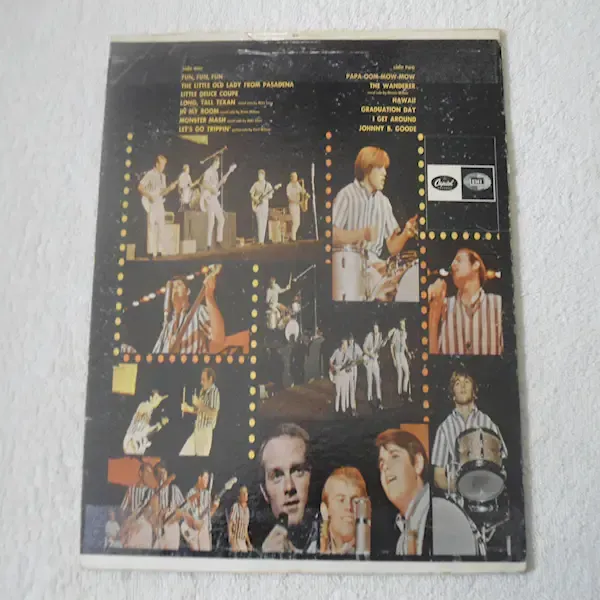 side one
FUN, FUN, FUN
THE LITTLE OLD LADY FROM PASADENA
LITTLE DEUCE COUPE
LONG, TALL TEXAN
IN MY ROOM
MONSTER MASH
LET'S GO TRIPPIN'
side two
PAPA-OOM-MOW-MOW
THE WANDERER
HAWAII
GRADUATION DAY
I GET AROUND
JOHNNY B. GOODE
Capitol
EMI